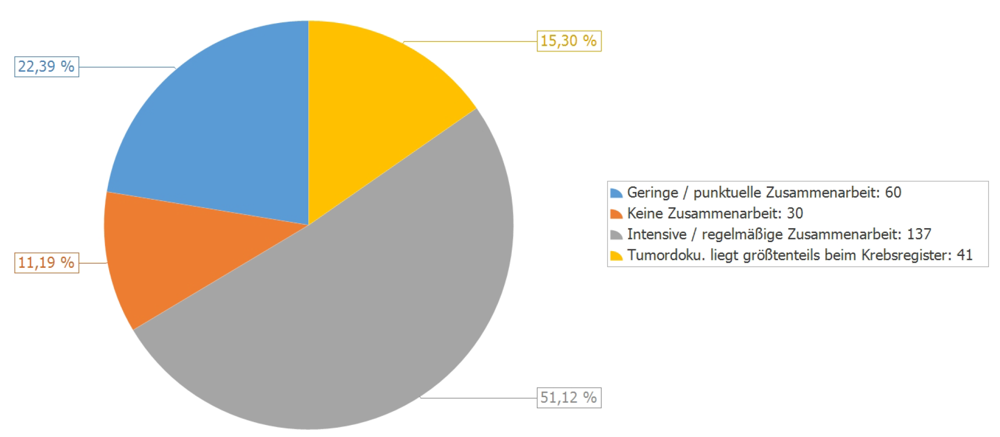 15,30 %
22,39 %
Geringe / punktuelle Zusammenarbeit: 60
Keine Zusammenarbeit: 30
Intensive / regelmäßige Zusammenarbeit: 137
Tumordoku. liegt größtenteils beim Krebsregister: 41
11,19 %
51,12 %